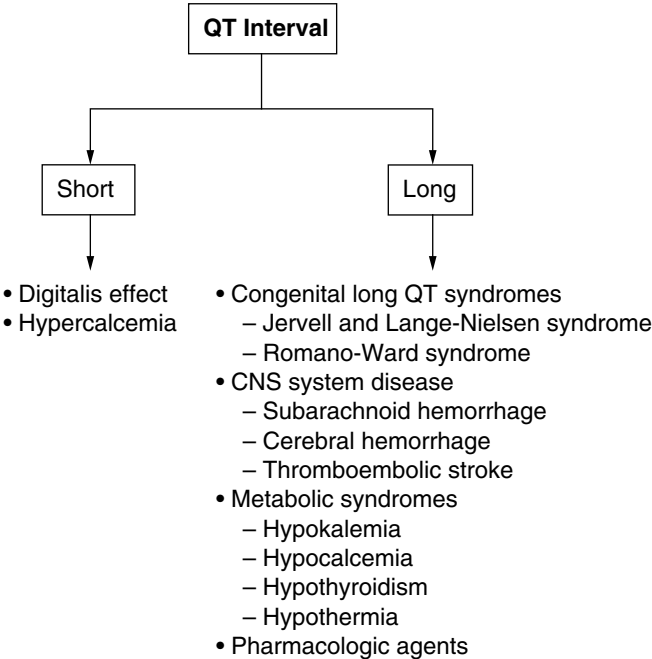 QT Interval
Short
Long
• Digitalis effect
• Hypercalcemia
• Congenital long QT syndromes
– Jervell and Lange-Nielsen syndrome
– Romano-Ward syndrome
• CNS system disease
– Subarachnoid hemorrhage
– Cerebral hemorrhage
– Thromboembolic stroke
• Metabolic syndromes
– Hypokalemia
– Hypocalcemia
– Hypothyroidism
– Hypothermia
• Pharmacologic agents